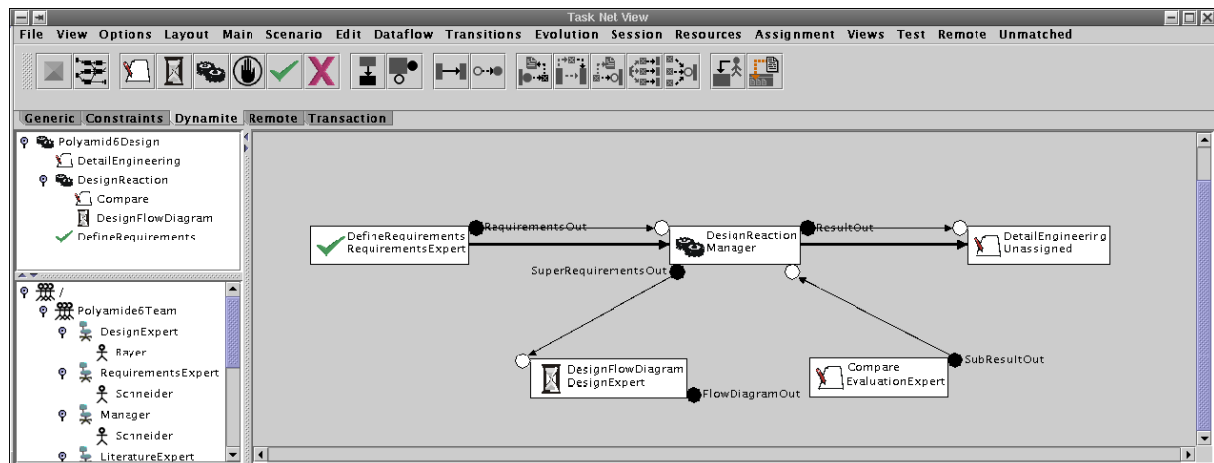 Task Net View
File View Options Layout Main Scenario Edit Dataflow Transitions Evolution Session Resources Assignment Views Test Remote Unmatched
Generic Constraints Dynamite Remote Transaction
Polyamid6Design
DetailEngineering
DesignReaction
Compare
DesignFlowDiagram
DefineRequirements
/
Polyamide6Team
DesignExpert
Bayer
RequirementsExpert
Schneider
Manager
Schneider
LiteratureExpert
DefineRequirements
RequirementsExpert
RequirementsOut
DesignReaction
Manager
ResultOut
DetailEngineering
Unassigned
SuperRequirementsOut
DesignFlowDiagram
DesignExpert
FlowDiagramOut
Compare
EvaluationExpert
SubResultOut